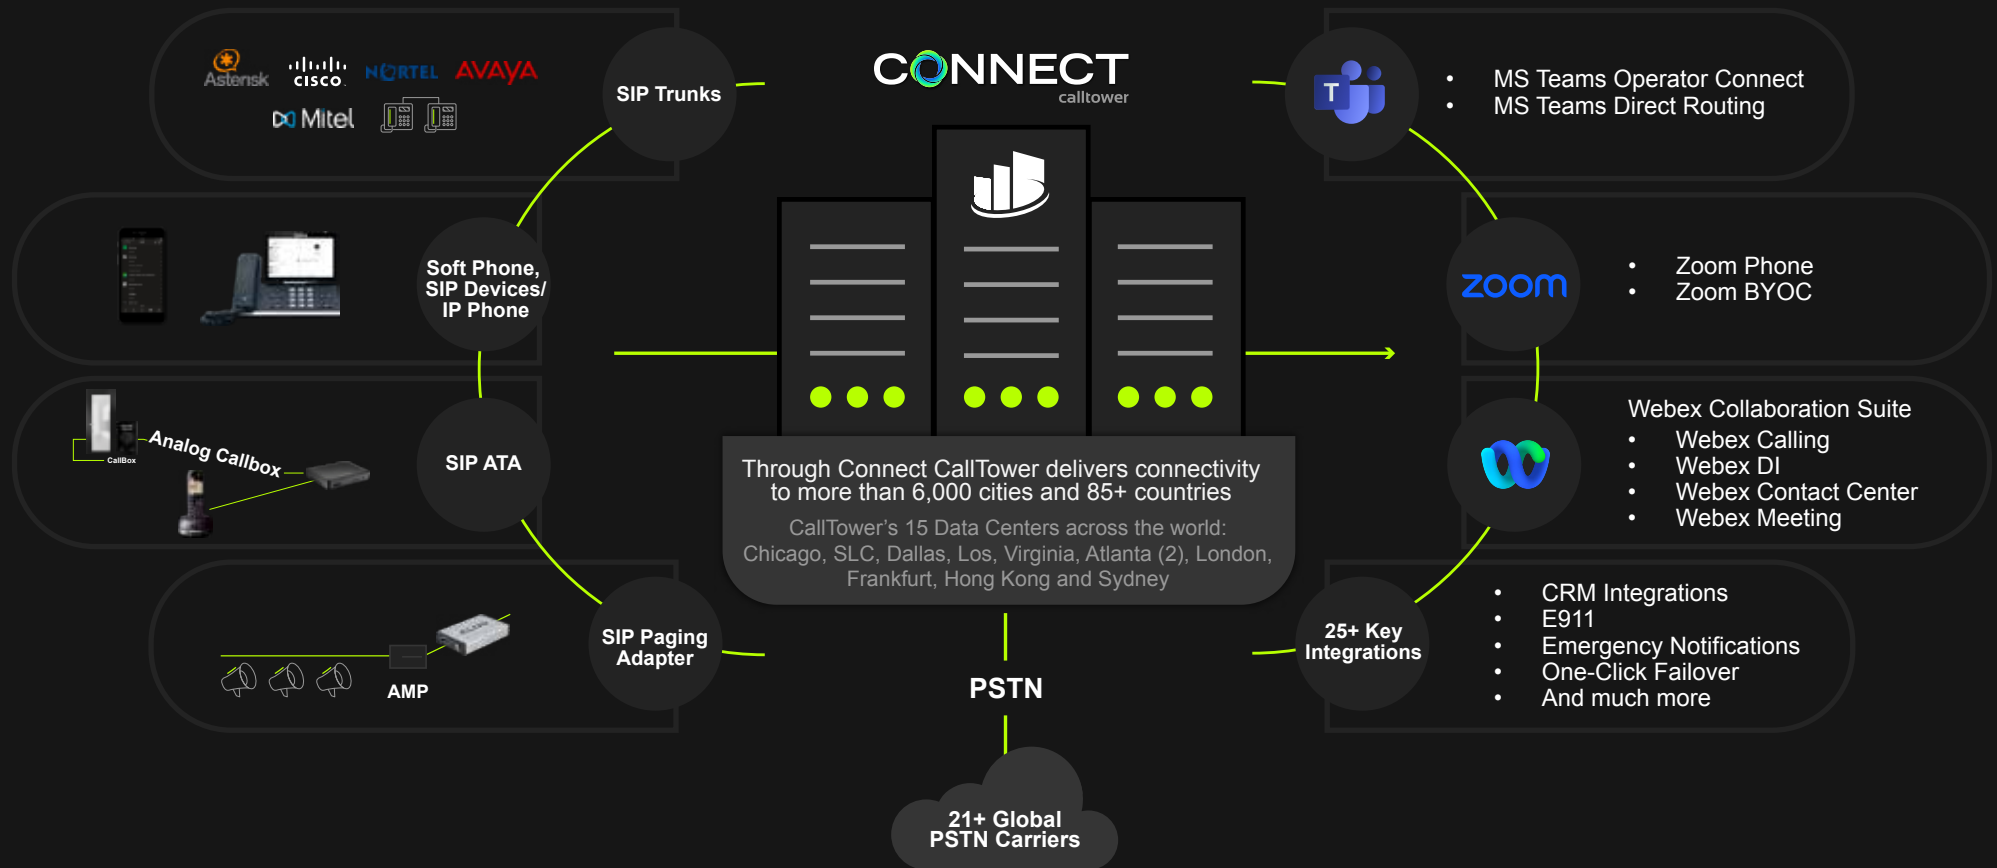 Asterisk
CISCO
NORTEL
AVAYA
Mitel
SIP Trunks
Soft Phone,
SIP Devices/
IP Phone
CallBox
Analog Callbox
SIP ATA
AMP
SIP Paging
Adapter
CONNECT
calltower
Through Connect CallTower delivers connectivity
to more than 6,000 cities and 85+ countries
CallTower's 15 Data Centers across the world:
Chicago, SLC, Dallas, Los, Virginia, Atlanta (2), London,
Frankfurt, Hong Kong and Sydney
PSTN
21+ Global
PSTN Carriers
T
• MS Teams Operator Connect
• MS Teams Direct Routing
zoom
• Zoom Phone
• Zoom BYOC
Webex Collaboration Suite
• Webex Calling
• Webex DI
• Webex Contact Center
• Webex Meeting
25+ Key
Integrations
• CRM Integrations
• E911
• Emergency Notifications
• One-Click Failover
• And much more